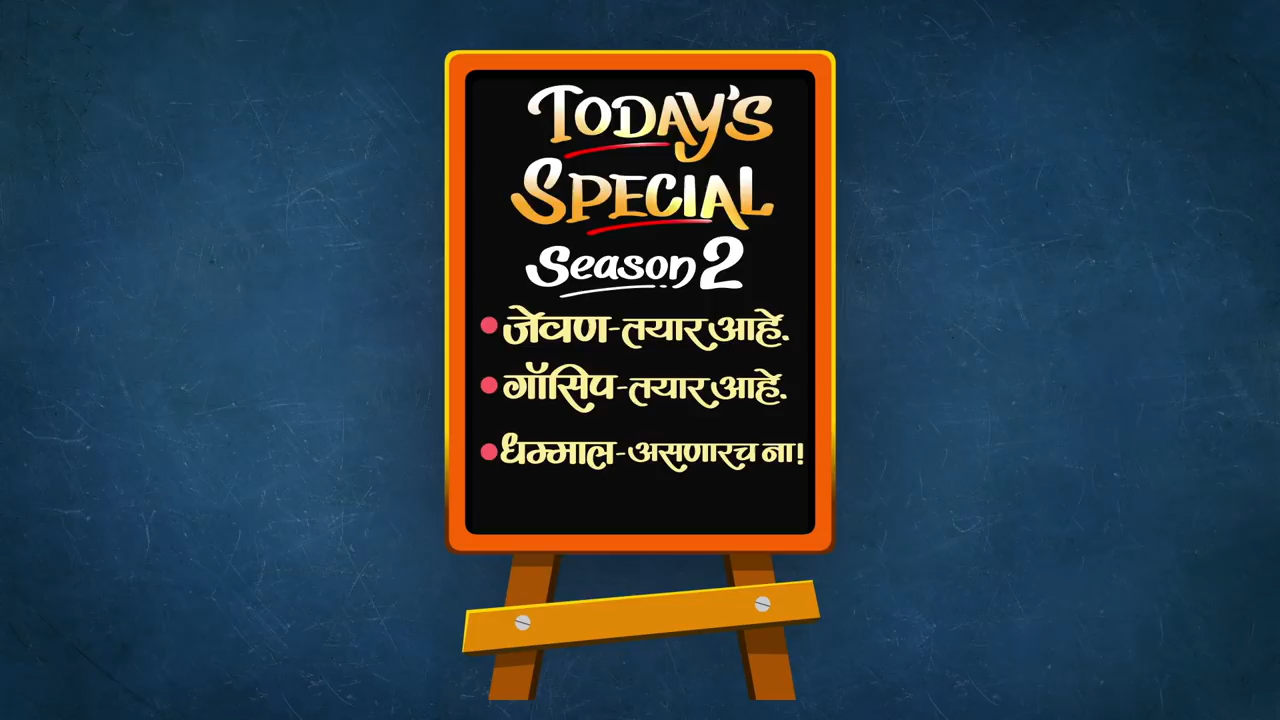 TODAY'S
SPECIAL
Season 2
• जेवण-तयार आहे.
• गॉसिप-तयार आहे.
• धम्माल-असणारच ना!